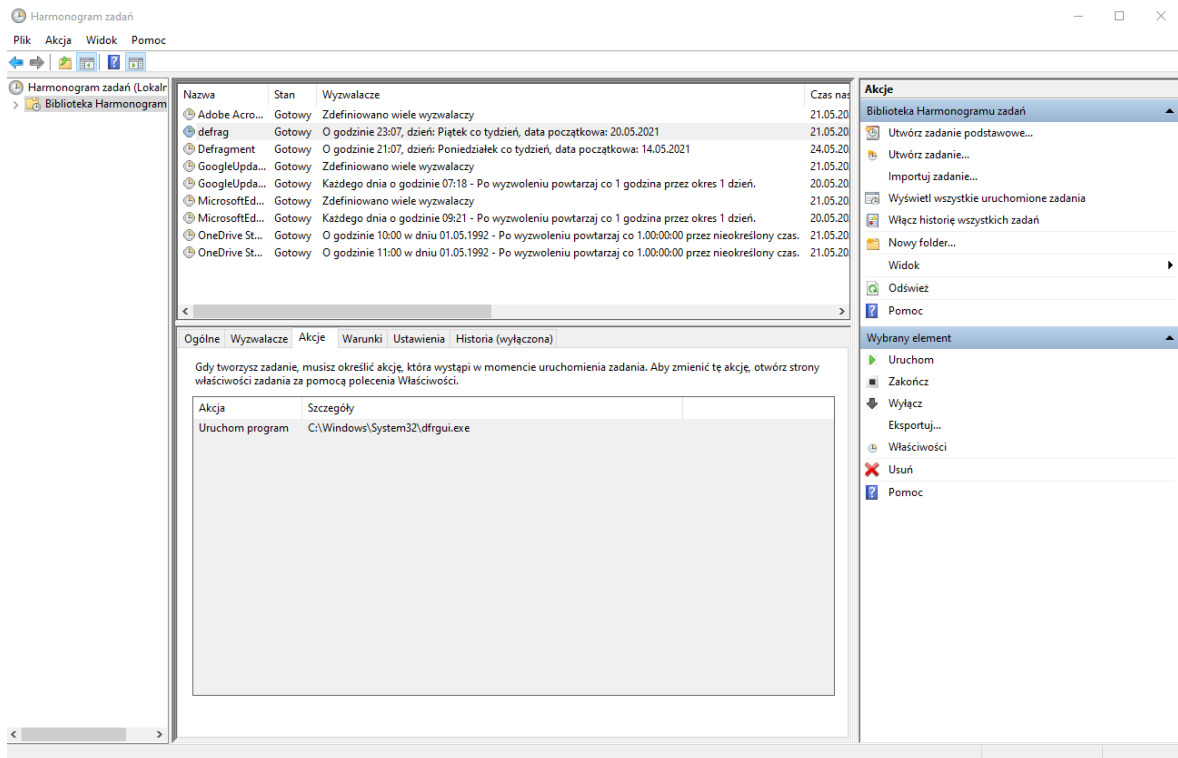 Harmonogram zadań
Plik Akcja Widok Pomoc
Harmonogram zadań (Lokaln
Biblioteka Harmonogram
Nazwa Stan Wyzwalacze Czas nas
Adobe Acro... Gotowy Zdefiniowano wiele wyzwalaczy 21.05.20
defrag Gotowy O godzinie 23:07, dzień: Piątek co tydzień, data początkowa: 20.05.2021 21.05.20
Defragment Gotowy O godzinie 21:07, dzień: Poniedziałek co tydzień, data początkowa: 14.05.2021 24.05.20
GoogleUpda... Gotowy Zdefiniowano wiele wyzwalaczy 21.05.20
GoogleUpda... Gotowy Każdego dnia o godzinie 07:18 - Po wyzwoleniu powtarzaj co 1 godzina przez okres 1 dzień. 20.05.20
MicrosoftEd... Gotowy Zdefiniowano wiele wyzwalaczy 21.05.20
MicrosoftEd... Gotowy Każdego dnia o godzinie 09:21 - Po wyzwoleniu powtarzaj co 1 godzina przez okres 1 dzień. 20.05.20
OneDrive St... Gotowy O godzinie 10:00 w dniu 01.05.1992 - Po wyzwoleniu powtarzaj co 1.00:00:00 przez nieokreślony czas. 21.05.20
OneDrive St... Gotowy O godzinie 11:00 w dniu 01.05.1992 - Po wyzwoleniu powtarzaj co 1.00:00:00 przez nieokreślony czas. 21.05.20
Ogólne Wyzwalacze Akcje Warunki Ustawienia Historia (wyłączona)
Gdy tworzysz zadanie, musisz określić akcję, która wystąpi w momencie uruchomienia zadania. Aby zmienić tę akcję, otwórz strony
właściwości zadania za pomocą polecenia Właściwości.
Akcja Szczegóły
Uruchom program C:\Windows\System32\dfrgui.exe
Akcje
Biblioteka Harmonogramu zadań
Utwórz zadanie podstawowe...
Utwórz zadanie...
Importuj zadanie...
Wyświetl wszystkie uruchomione zadania
Włącz historię wszystkich zadań
Nowy folder...
Widok
Odśwież
Pomoc
Wybrany element
Uruchom
Zakończ
Wyłącz
Eksportuj...
Właściwości
Usuń
Pomoc